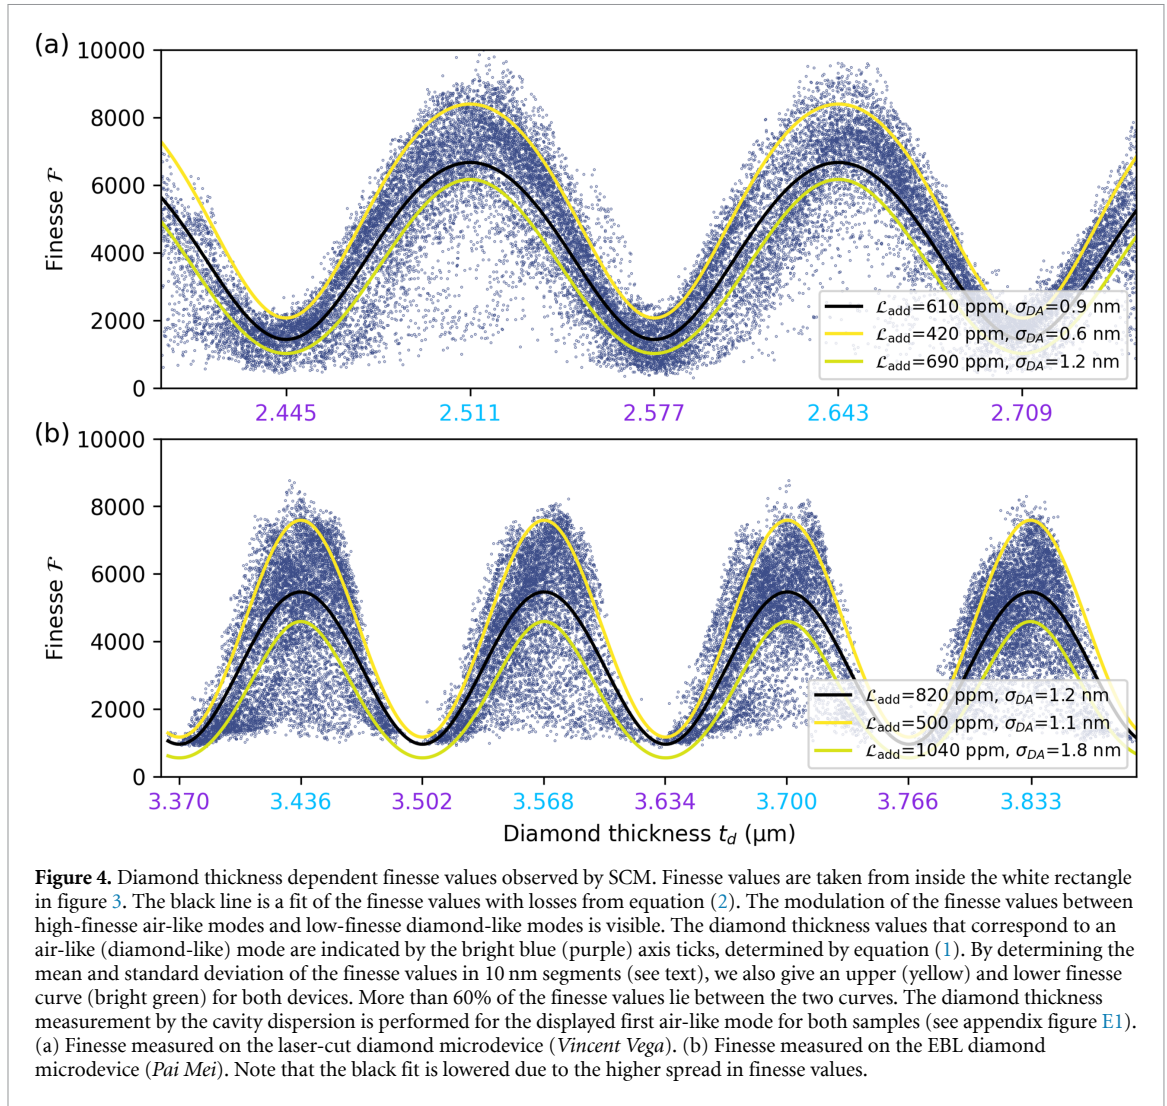 (a)
10000
8000
6000
4000
2000
0
Finesse ℱ
ℒadd=610 ppm, σDA=0.9 nm
ℒadd=420 ppm, σDA=0.6 nm
ℒadd=690 ppm, σDA=1.2 nm
2.445 2.511 2.577 2.643 2.709
(b)
10000
8000
6000
4000
2000
0
Finesse ℱ
ℒadd=820 ppm, σDA=1.2 nm
ℒadd=500 ppm, σDA=1.1 nm
ℒadd=1040 ppm, σDA=1.8 nm
3.370 3.436 3.502 3.568 3.634 3.700 3.766 3.833
Diamond thickness td (μm)
Figure 4. Diamond thickness dependent finesse values observed by SCM. Finesse values are taken from inside the white rectangle
in figure 3. The black line is a fit of the finesse values with losses from equation (2). The modulation of the finesse values between
high-finesse air-like modes and low-finesse diamond-like modes is visible. The diamond thickness values that correspond to an
air-like (diamond-like) mode are indicated by the bright blue (purple) axis ticks, determined by equation (1). By determining the
mean and standard deviation of the finesse values in 10 nm segments (see text), we also give an upper (yellow) and lower finesse
curve (bright green) for both devices. More than 60% of the finesse values lie between the two curves. The diamond thickness
measurement by the cavity dispersion is performed for the displayed first air-like mode for both samples (see appendix figure E1).
(a) Finesse measured on the laser-cut diamond microdevice (Vincent Vega). (b) Finesse measured on the EBL diamond
microdevice (Pai Mei). Note that the black fit is lowered due to the higher spread in finesse values.